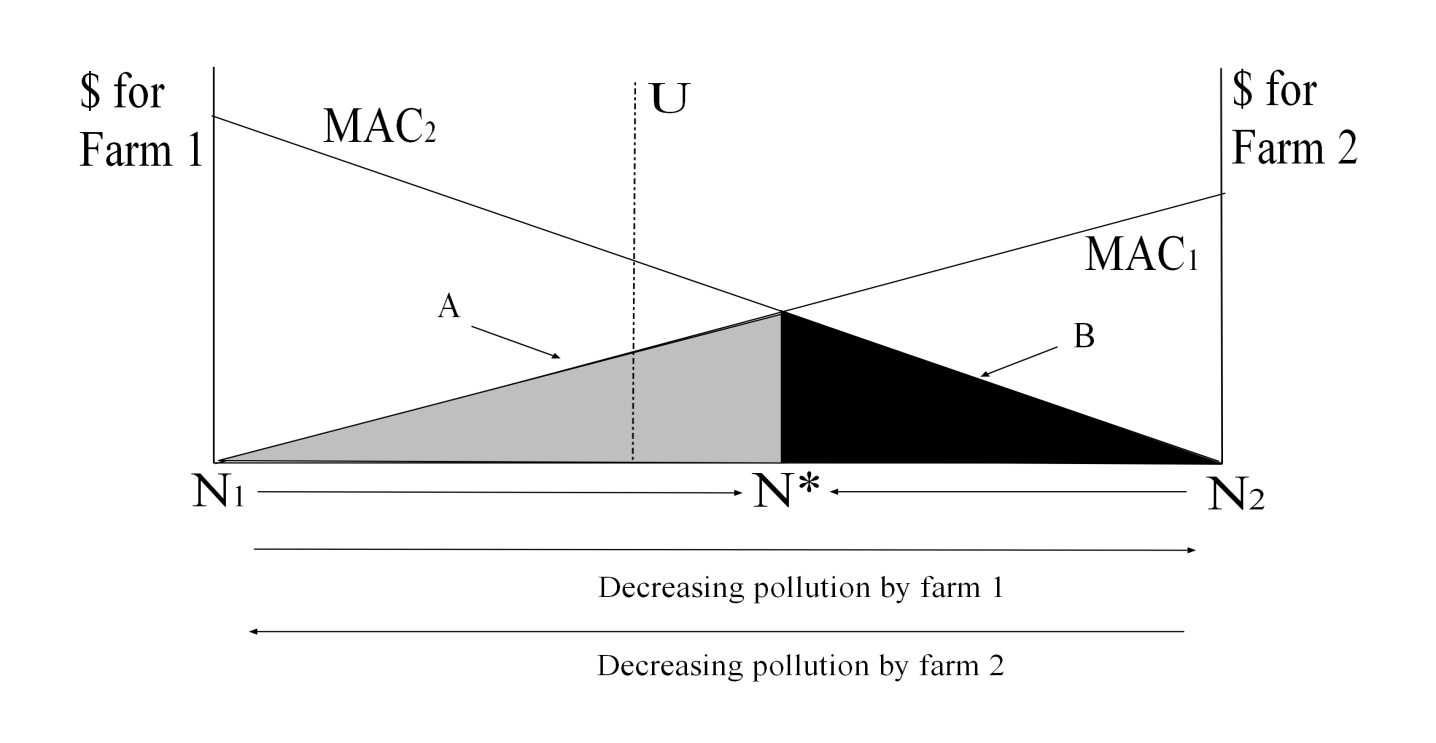 $ for
Farm 1
MAC₂
U
$ for
Farm 2
MAC₁
A
B
N₁
N*
N₂
Decreasing pollution by farm 1
Decreasing pollution by farm 2